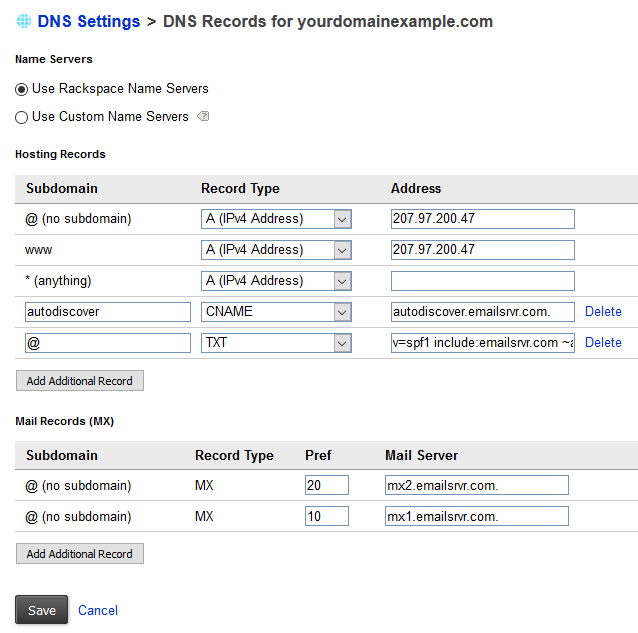 DNS Settings > DNS Records for yourdomainexample.com
Name Servers
Use Rackspace Name Servers
Use Custom Name Servers ?
Hosting Records
Subdomain Record Type Address
@ (no subdomain) A (IPv4 Address) 207.97.200.47
www A (IPv4 Address) 207.97.200.47
* (anything) A (IPv4 Address)
autodiscover CNAME autodiscover.emailsrvr.com. Delete
@ TXT v=spf1 include:emailsrvr.com ~a Delete
Add Additional Record
Mail Records (MX)
Subdomain Record Type Pref Mail Server
@ (no subdomain) MX 20 mx2.emailsrvr.com.
@ (no subdomain) MX 10 mx1.emailsrvr.com.
Add Additional Record
Save Cancel